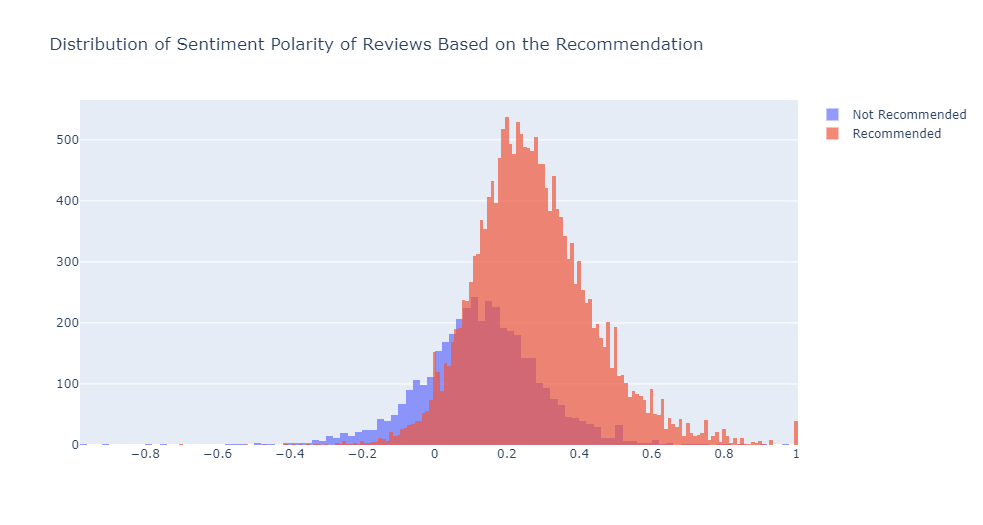 Distribution of Sentiment Polarity of Reviews Based on the Recommendation
Not Recommended
Recommended
500
400
300
200
100
0
−0.8 −0.6 −0.4 −0.2 0 0.2 0.4 0.6 0.8 1